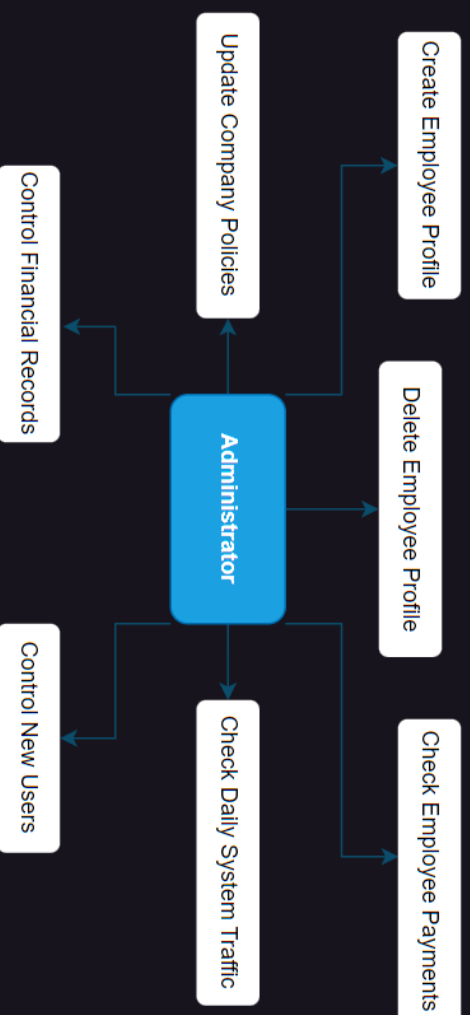 Create Employee Profile
Delete Employee Profile
Check Employee Payments
Update Company Policies
Administrator
Check Daily System Traffic
Control Financial Records
Control New Users